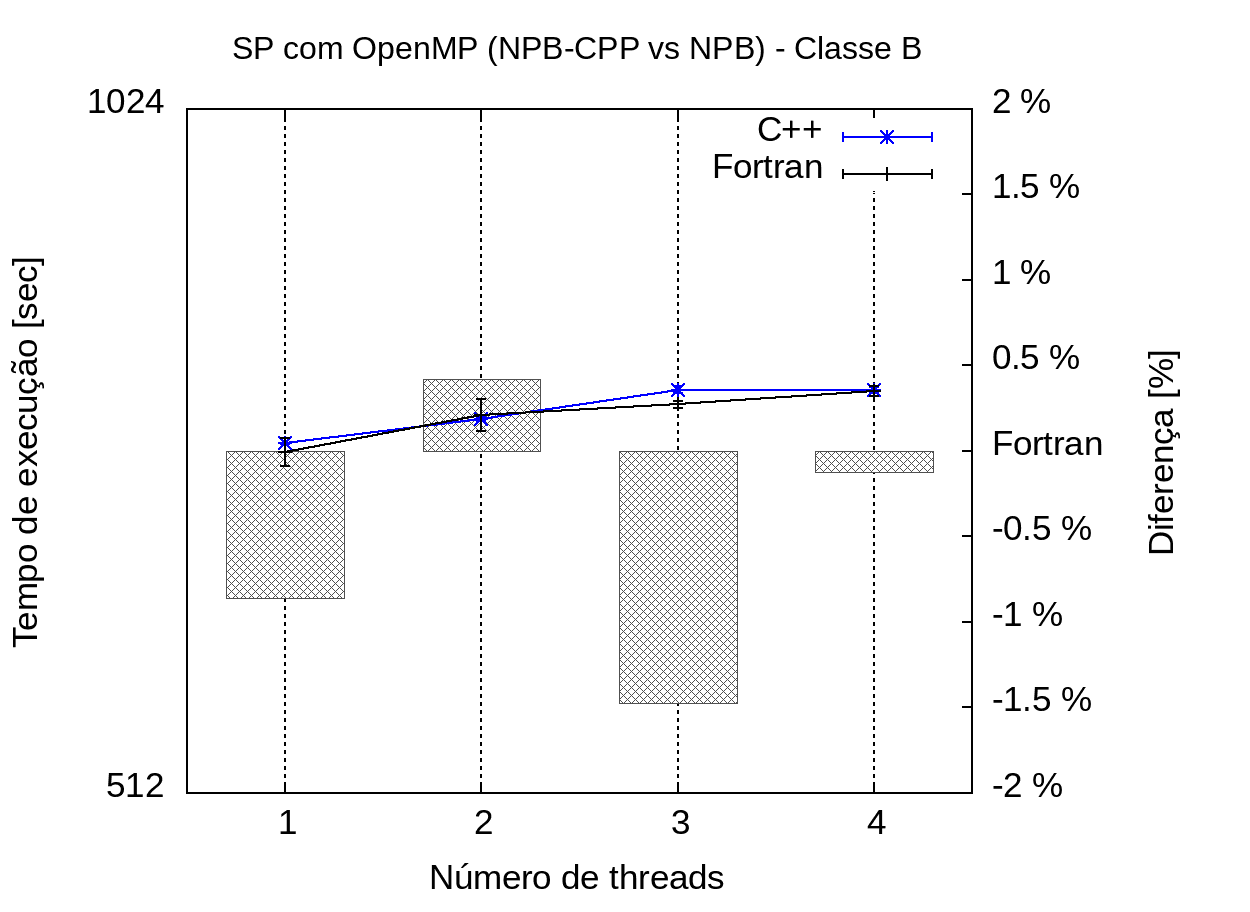 SP com OpenMP (NPB-CPP vs NPB) - Classe B
1024
512
Tempo de execução [sec]
C++
Fortran
2 %
1.5 %
1 %
0.5 %
Fortran
-0.5 %
-1 %
-1.5 %
-2 %
Diferença [%]
1 2 3 4
Número de threads